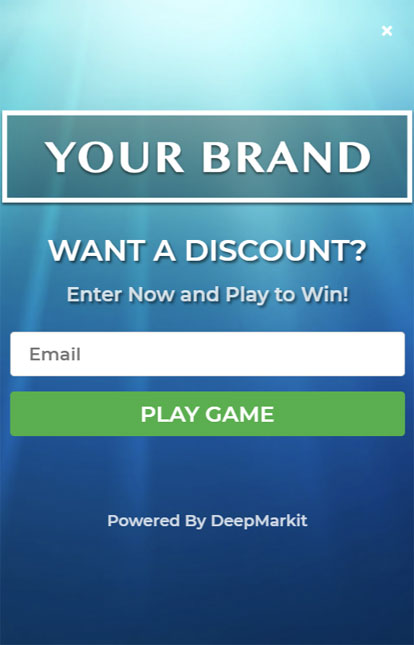 ×
YOUR BRAND
WANT A DISCOUNT?
Enter Now and Play to Win!
Email
PLAY GAME
Powered By DeepMarkit